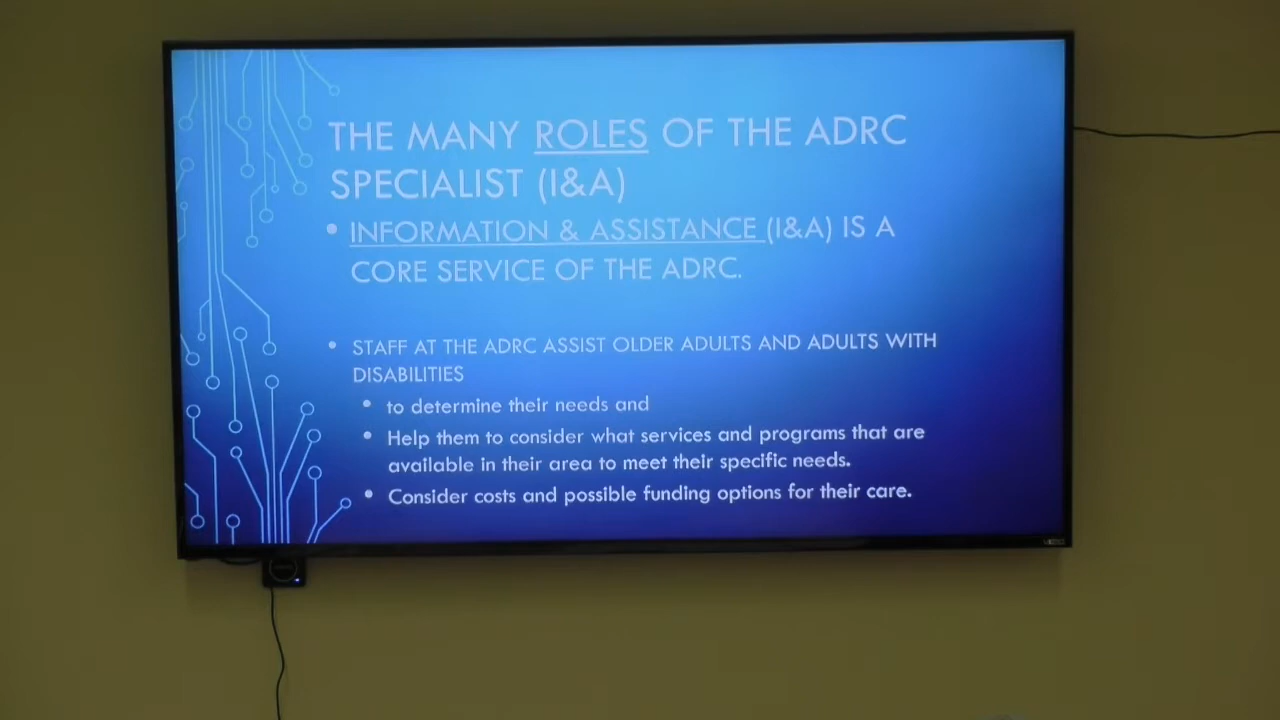 THE MANY ROLES OF THE ADRC
SPECIALIST (I&A)
• INFORMATION & ASSISTANCE (I&A) IS A
CORE SERVICE OF THE ADRC.
• STAFF AT THE ADRC ASSIST OLDER ADULTS AND ADULTS WITH
DISABILITIES
• to determine their needs and
• Help them to consider what services and programs that are
available in their area to meet their specific needs.
• Consider costs and possible funding options for their care.